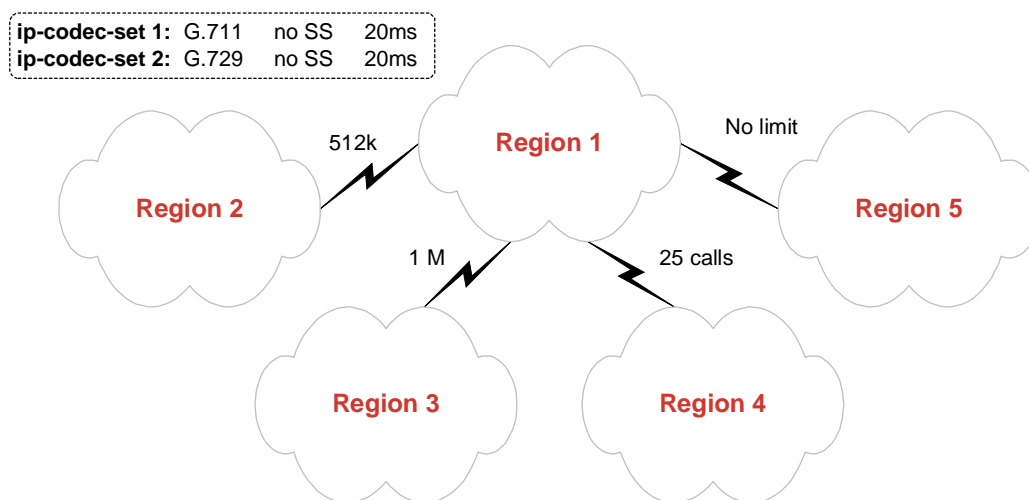 ip-codec-set 1: G.711 no SS 20ms
ip-codec-set 2: G.729 no SS 20ms
Region 1
No limit
512k
Region 2
Region 5
1 M
25 calls
Region 3
Region 4